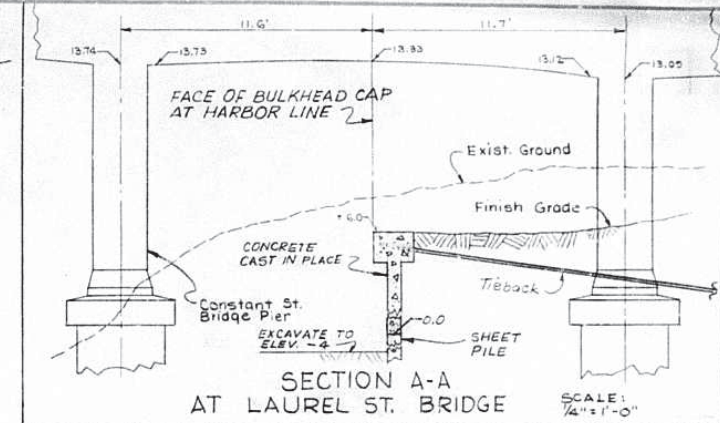 11.6'
11.7'
13.74
13.73
13.83
13.12
13.09
FACE OF BULKHEAD CAP
AT HARBOR LINE
Exist. Ground
Finish Grade
+6.0
CONCRETE
CAST IN PLACE
Tieback
Constant St.
Bridge Pier
0.0
EXCAVATE TO
ELEV. -4
SHEET
PILE
SECTION A-A
AT LAUREL ST. BRIDGE
SCALE:
1/4"=1'-0"